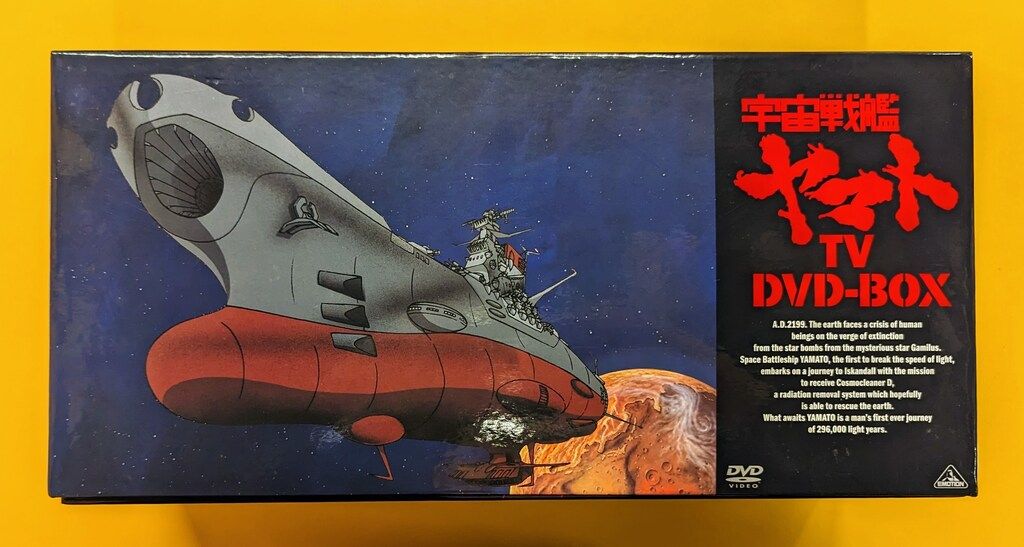 宇宙戦艦
ヤマト
TV
DVD-BOX
A.D.2199. The earth faces a crisis of human
beings on the verge of extinction
from the star bombs from the mysterious star Gamilus.
Space Battleship YAMATO, the first to break the speed of light,
embarks on a journey to Iskandall with the mission
to receive Cosmocleaner D,
a radiation removal system which hopefully
is able to rescue the earth.
What awaits YAMATO is a man's first ever journey
of 296,000 light years.
DVD
VIDEO
EMOTION